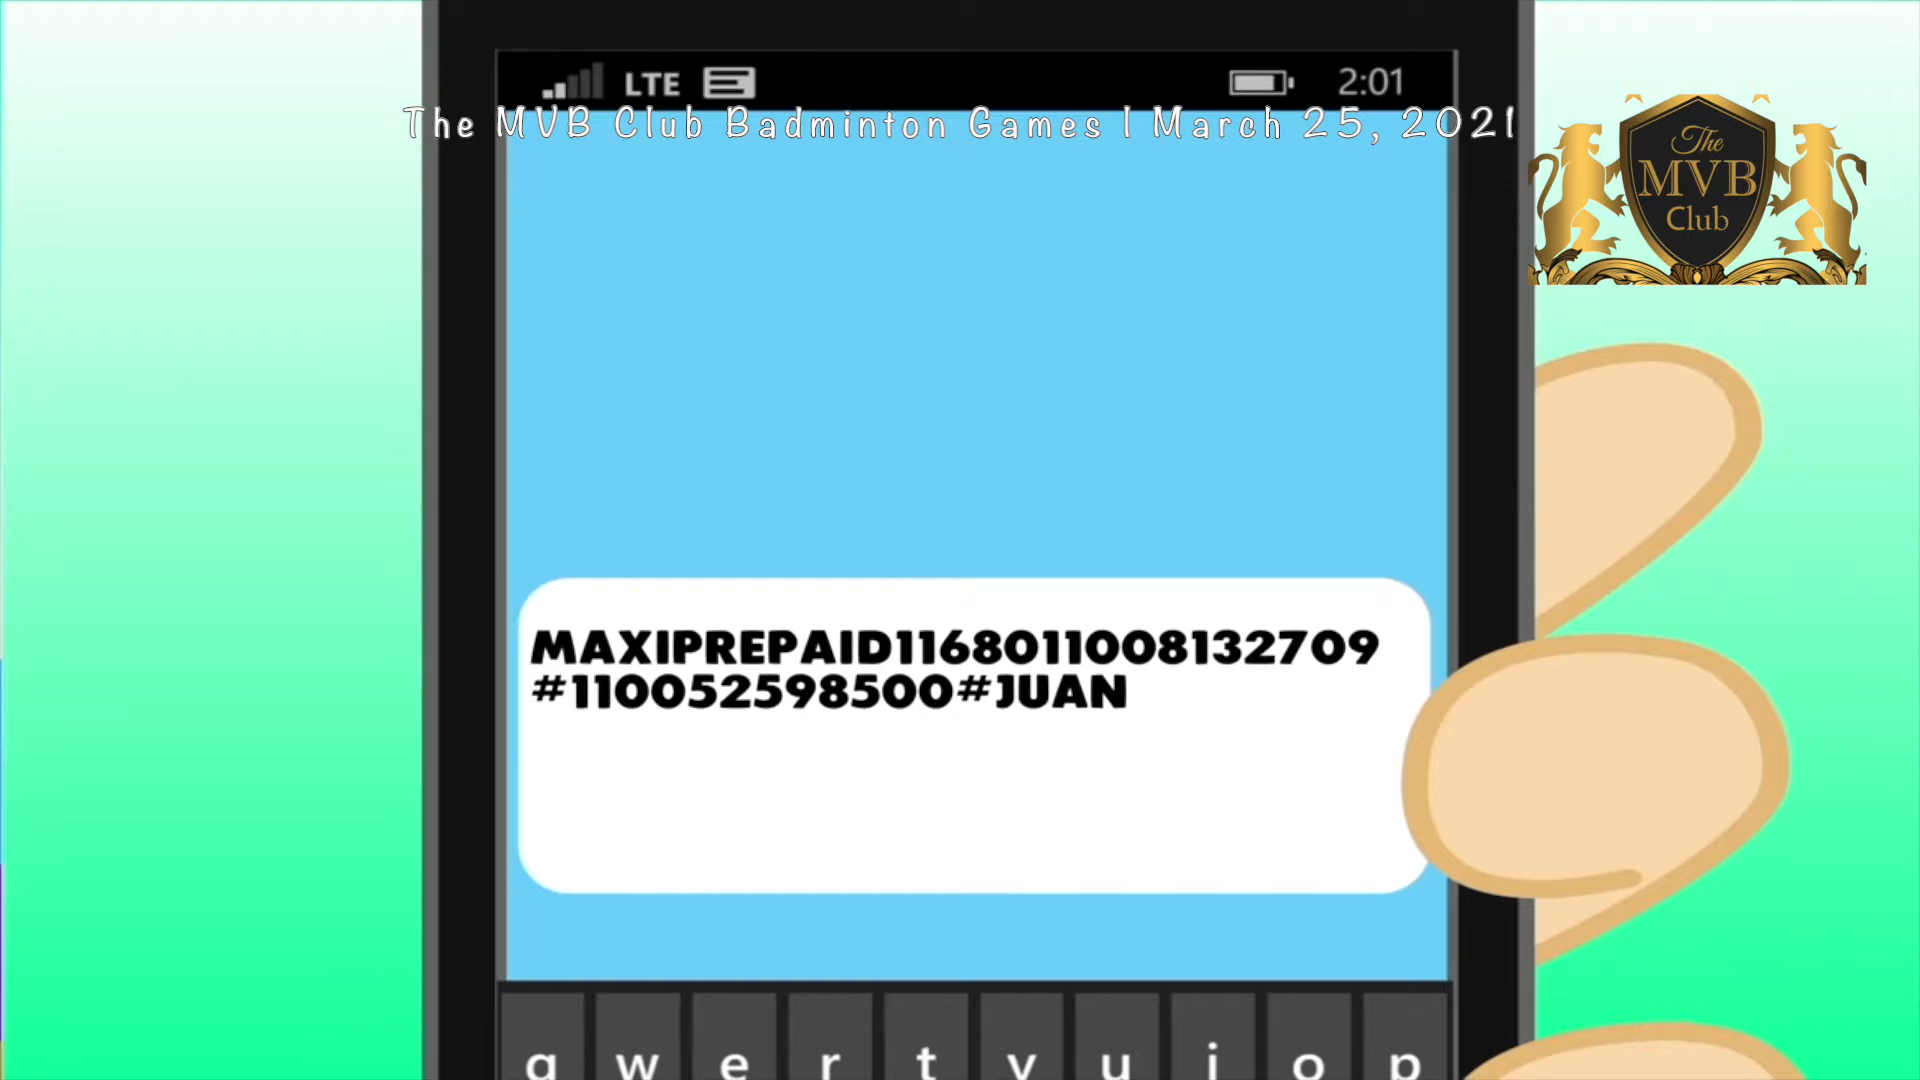 LTE
2:01
The MVB Club Badminton Games | March 25, 2021
The
MVB
Club
MAXIPREPAID1168011008132709
#110052598500#JUAN
q w e r t y u i o p